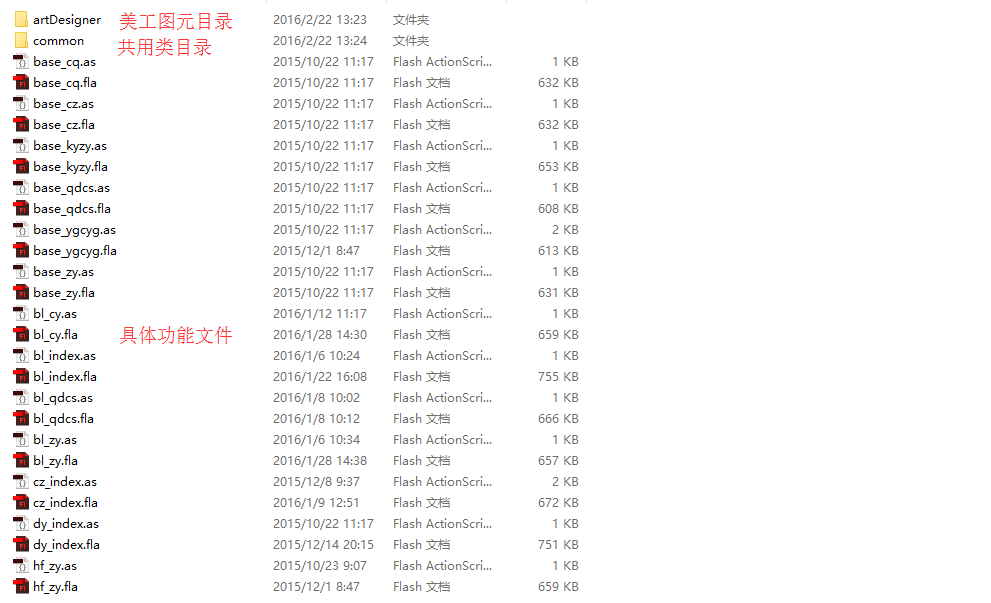 artDesigner 美工图元目录 2016/2/22 13:23 文件夹
common 共用类目录 2016/2/22 13:24 文件夹
base_cq.as 2015/10/22 11:17 Flash ActionScri... 1 KB
base_cq.fla 2015/10/22 11:17 Flash 文档 632 KB
base_cz.as 2015/10/22 11:17 Flash ActionScri... 1 KB
base_cz.fla 2015/10/22 11:17 Flash 文档 632 KB
base_kyzy.as 2015/10/22 11:17 Flash ActionScri... 1 KB
base_kyzy.fla 2015/10/22 11:17 Flash 文档 653 KB
base_qdcs.as 2015/10/22 11:17 Flash ActionScri... 1 KB
base_qdcs.fla 2015/10/22 11:17 Flash 文档 608 KB
base_ygcyg.as 2015/10/22 11:17 Flash ActionScri... 2 KB
base_ygcyg.fla 2015/12/1 8:47 Flash 文档 613 KB
base_zy.as 2015/10/22 11:17 Flash ActionScri... 1 KB
base_zy.fla 2015/10/22 11:17 Flash 文档 631 KB
bl_cy.as 2016/1/12 11:17 Flash ActionScri... 1 KB
bl_cy.fla 具体功能文件 2016/1/28 14:30 Flash 文档 659 KB
bl_index.as 2016/1/6 10:24 Flash ActionScri... 1 KB
bl_index.fla 2016/1/22 16:08 Flash 文档 755 KB
bl_qdcs.as 2016/1/8 10:02 Flash ActionScri... 1 KB
bl_qdcs.fla 2016/1/8 10:12 Flash 文档 666 KB
bl_zy.as 2016/1/6 10:34 Flash ActionScri... 1 KB
bl_zy.fla 2016/1/28 14:38 Flash 文档 657 KB
cz_index.as 2015/12/8 9:37 Flash ActionScri... 2 KB
cz_index.fla 2016/1/9 12:51 Flash 文档 672 KB
dy_index.as 2015/10/22 11:17 Flash ActionScri... 1 KB
dy_index.fla 2015/12/14 20:15 Flash 文档 751 KB
hf_zy.as 2015/10/23 9:07 Flash ActionScri... 1 KB
hf_zy.fla 2015/12/1 8:47 Flash 文档 659 KB